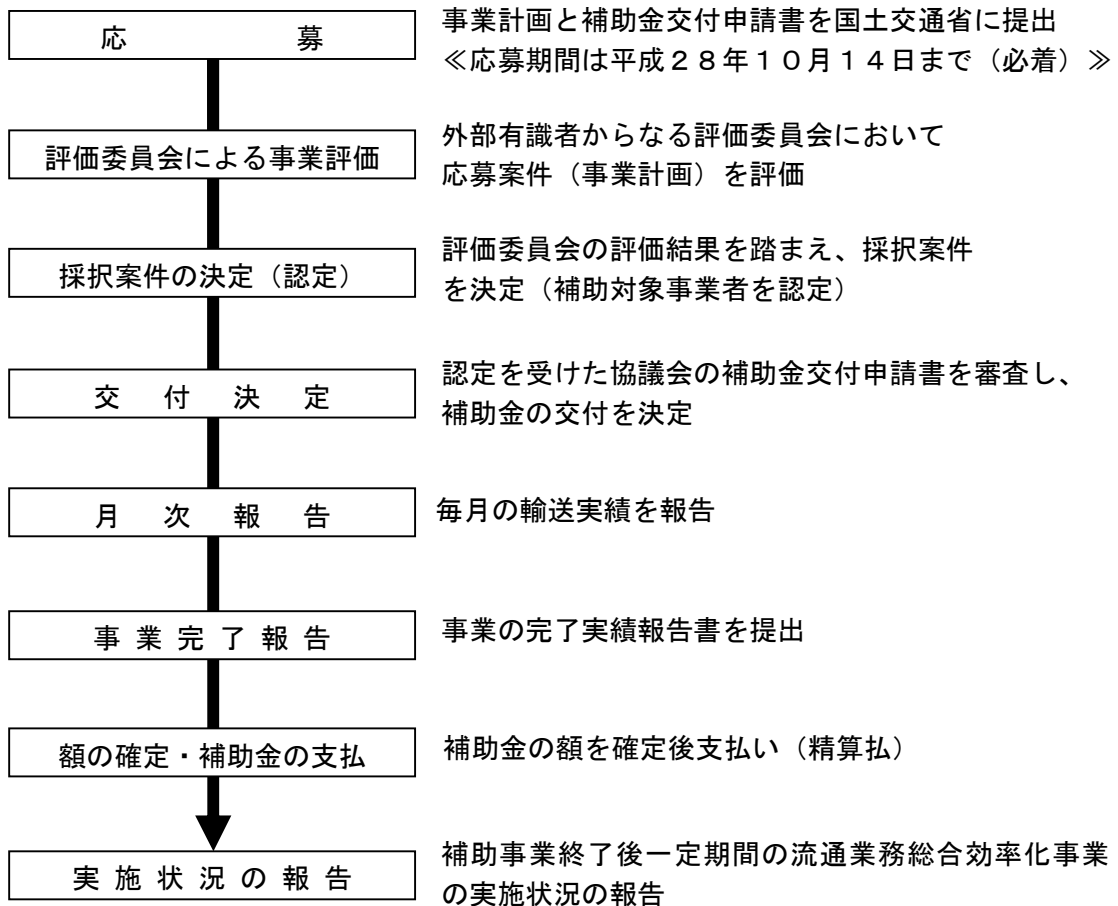 応募
事業計画と補助金交付申請書を国土交通省に提出
≪応募期間は平成２８年１０月１４日まで（必着）≫
評価委員会による事業評価
外部有識者からなる評価委員会において
応募案件（事業計画）を評価
採択案件の決定（認定）
評価委員会の評価結果を踏まえ、採択案件
を決定（補助対象事業者を認定）
交付決定
認定を受けた協議会の補助金交付申請書を審査し、
補助金の交付を決定
月次報告
毎月の輸送実績を報告
事業完了報告
事業の完了実績報告書を提出
額の確定・補助金の支払
補助金の額を確定後支払い（精算払）
実施状況の報告
補助事業終了後一定期間の流通業務総合効率化事業
の実施状況の報告